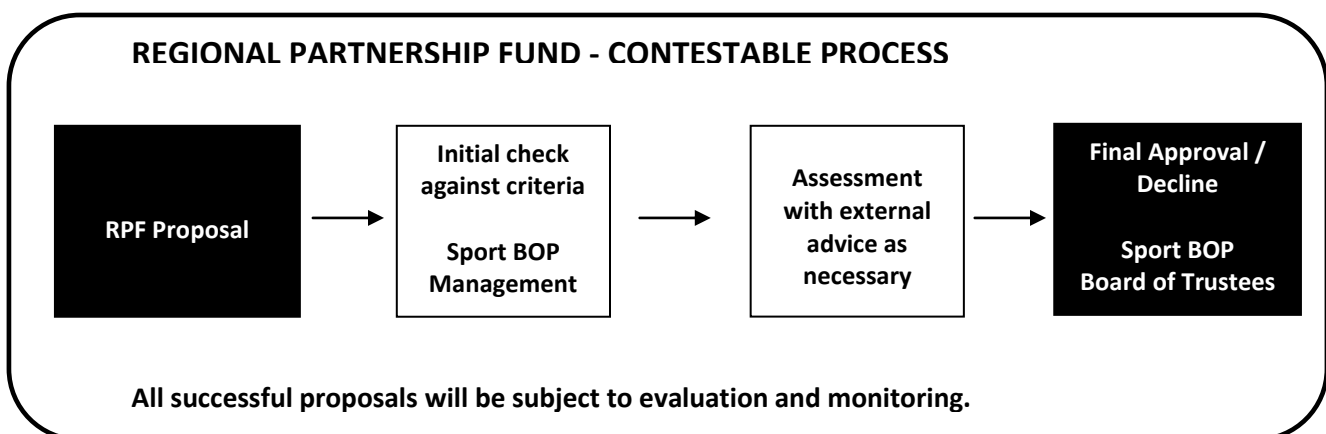 REGIONAL PARTNERSHIP FUND - CONTESTABLE PROCESS
RPF Proposal
Initial check
against criteria
Sport BOP
Management
Assessment
with external
advice as
necessary
Final Approval /
Decline
Sport BOP
Board of Trustees
All successful proposals will be subject to evaluation and monitoring.